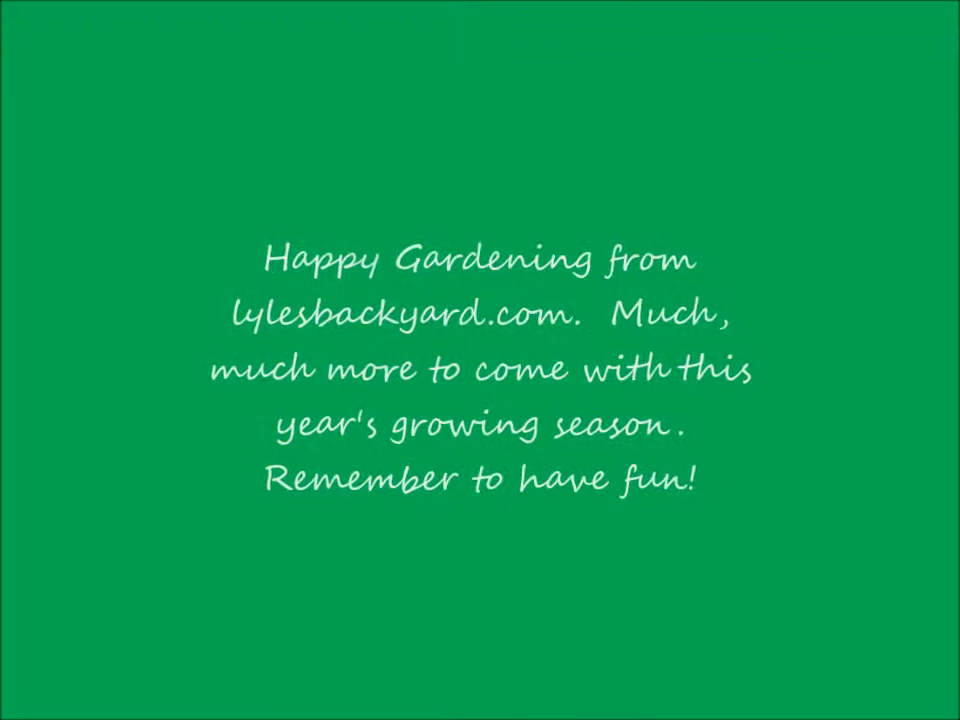 Happy Gardening from
lylesbackyard.com.  Much,
much more to come with this
year's growing season.
Remember to have fun!